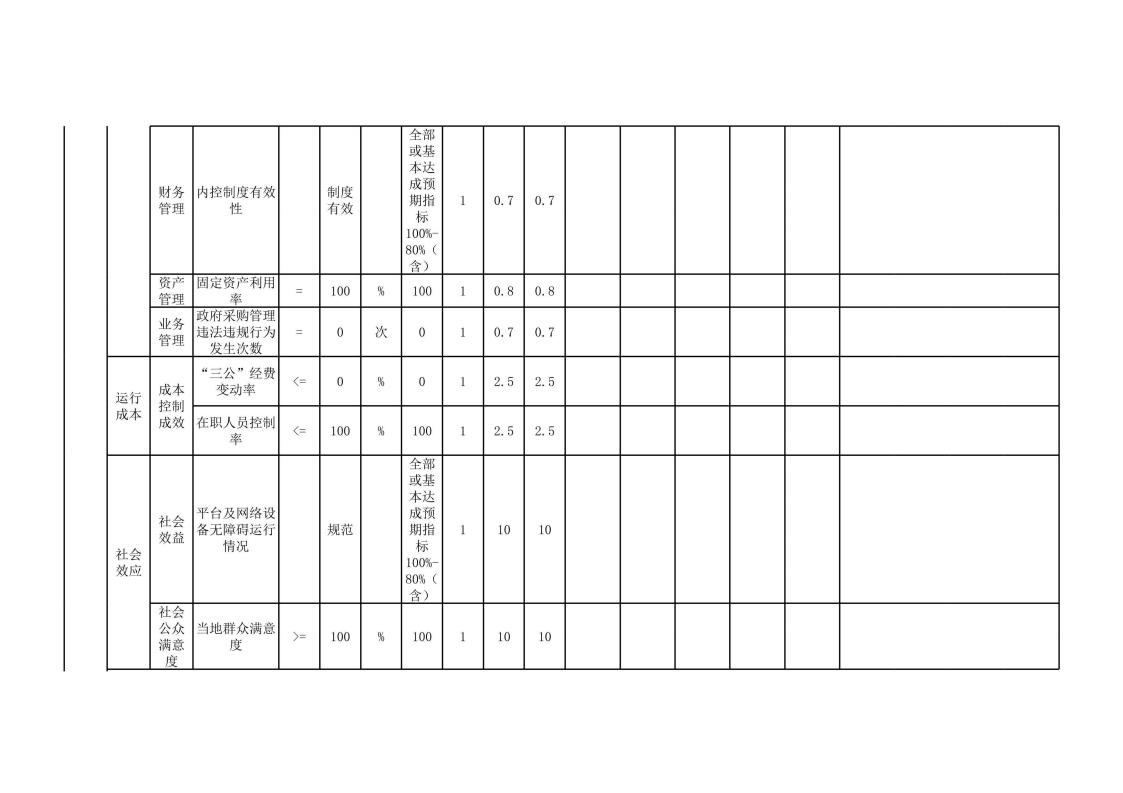 财务
管理
内控制度有效
性
制度
有效
全部
或基
本达
成预
期指
标
100%-
80%（
含）
1
0.7
0.7
资产
管理
固定资产利用
率
=
100
%
100
1
0.8
0.8
业务
管理
政府采购管理
违法违规行为
发生次数
=
0
次
0
1
0.7
0.7
运行
成本
成本
控制
成效
“三公”经费
变动率
<=
0
%
0
1
2.5
2.5
在职人员控制
率
<=
100
%
100
1
2.5
2.5
社会
效应
社会
效益
平台及网络设
备无障碍运行
情况
规范
全部
或基
本达
成预
期指
标
100%-
80%（
含）
1
10
10
社会
公众
满意
度
当地群众满意
度
>=
100
%
100
1
10
10